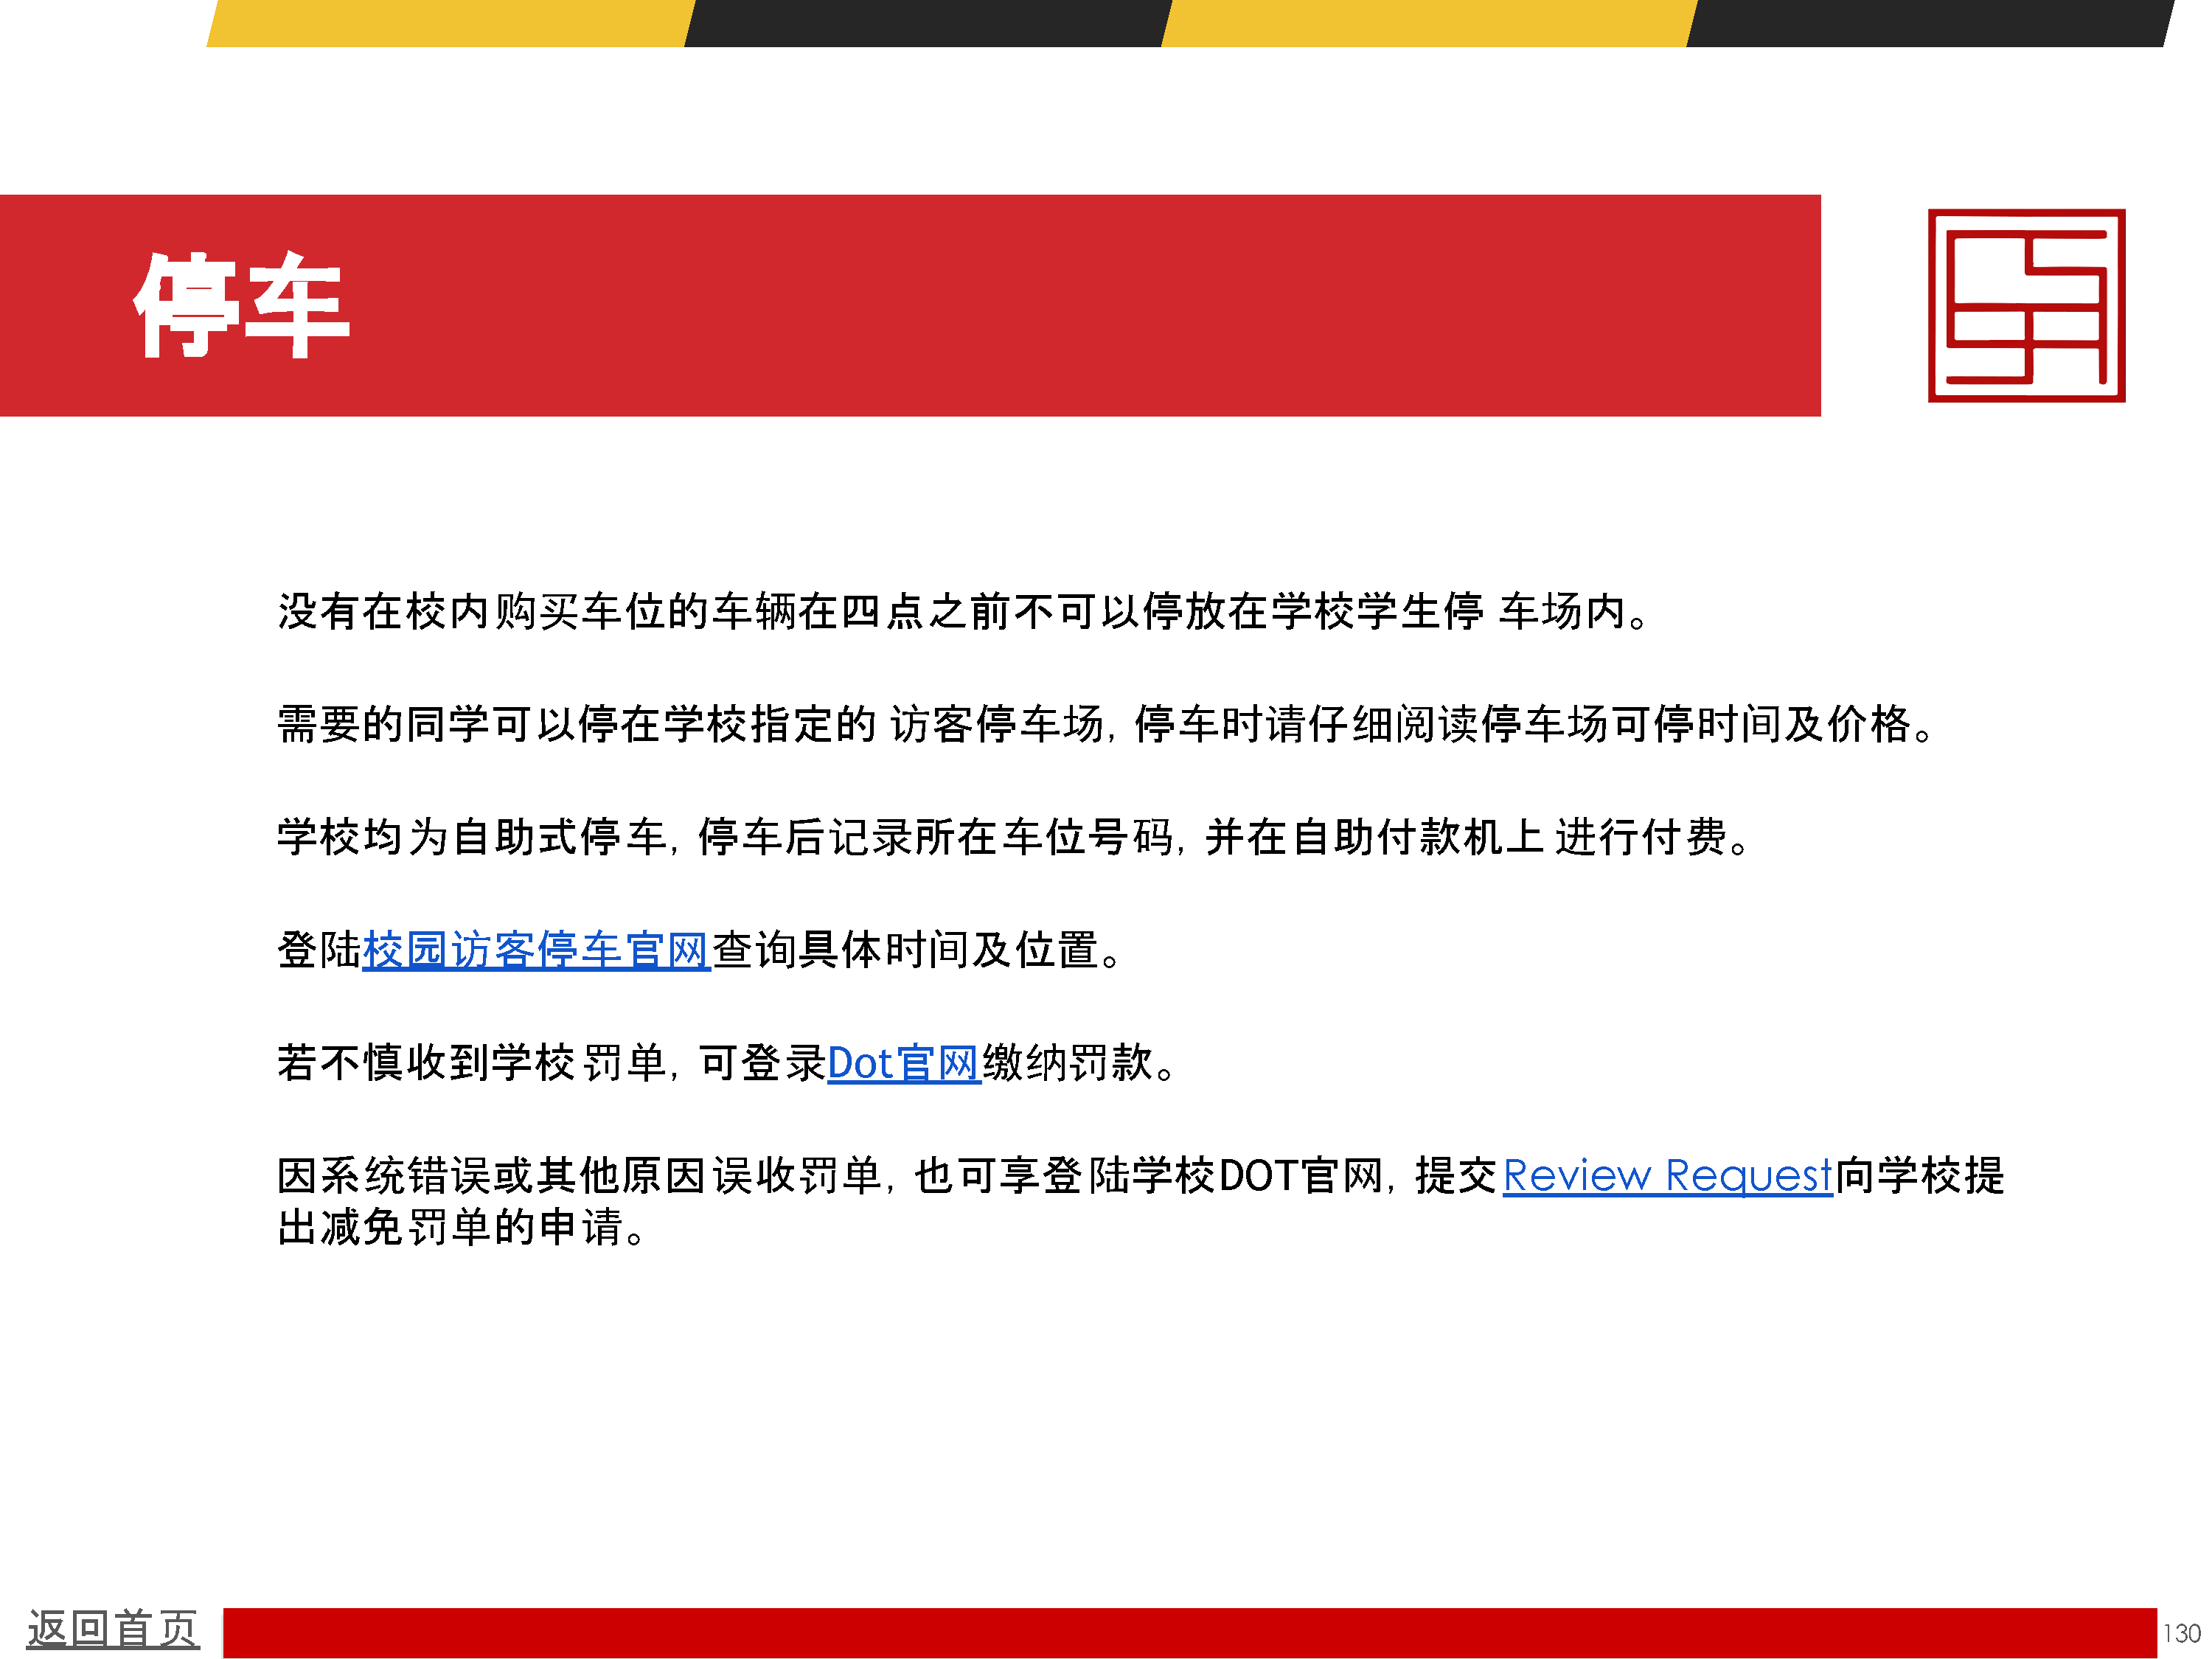 停车
没有在校内购买车位的车辆在四点之前不可以停放在学校学生停 车场内。
需要的同学可以停在学校指定的 访客停车场，停车时请仔细阅读停车场可停时间及价格。
学校均为自助式停车，停车后记录所在车位号码，并在自助付款机上进行付费。
登陆校园访客停车官网查询具体时间及位置。
若不慎收到学校罚单，可登录Dot官网缴纳罚款。
因系统错误或其他原因误收罚单，也可享登陆学校DOT官网，提交Review Request向学校提
出减免罚单的申请。
返回首页
130